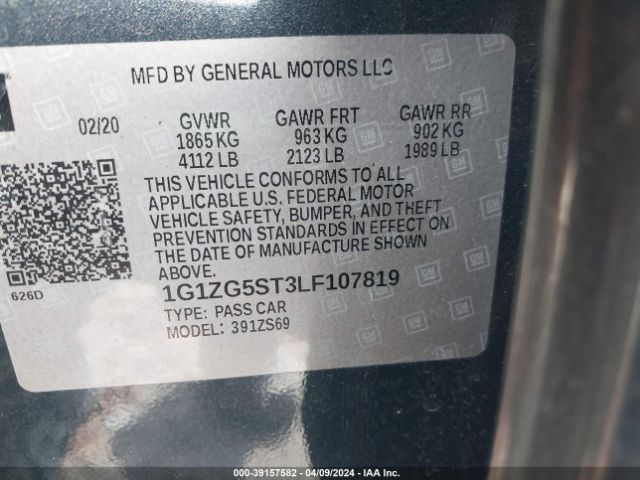 MFD BY GENERAL MOTORS LLC
02/20 GVWR GAWR FRT GAWR RR
1865 KG 963 KG 902 KG
4112 LB 2123 LB 1989 LB
THIS VEHICLE CONFORMS TO ALL
APPLICABLE U.S. FEDERAL MOTOR
VEHICLE SAFETY, BUMPER, AND THEFT
PREVENTION STANDARDS IN EFFECT ON
THE DATE OF MANUFACTURE SHOWN
ABOVE.
626D
1G1ZG5ST3LF107819
TYPE: PASS CAR
MODEL: 391ZS69
GM
000-39157582 / 04/09/2024 - IAA Inc.